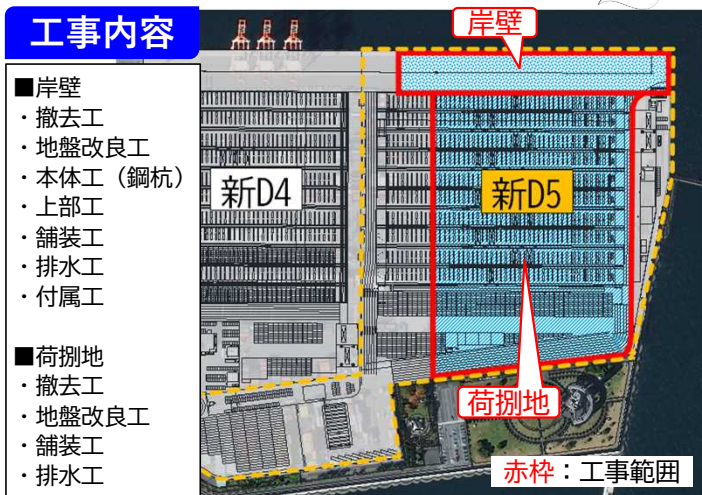 工事内容
■岸壁
・撤去工
・地盤改良工
・本体工（鋼杭）
・上部工
・舗装工
・排水工
・付属工
■荷捌地
・撤去工
・地盤改良工
・舗装工
・排水工
岸壁
新D4
新D5
荷捌地
赤枠：工事範囲